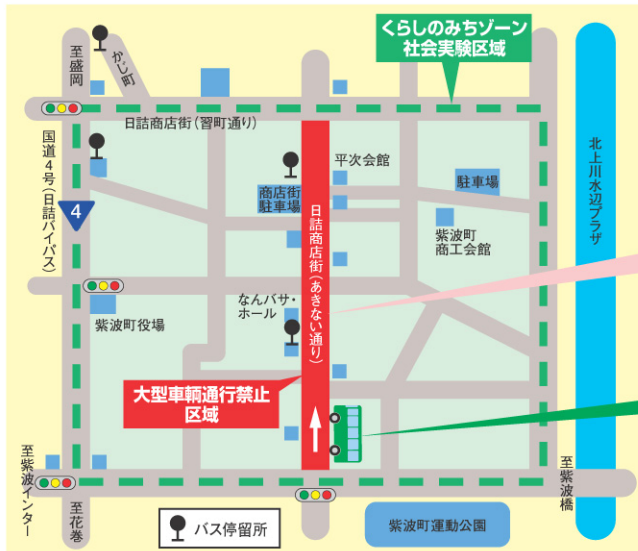 くらしのみちゾーン
社会実験区域
至盛岡
かじ町
日詰商店街(習町通り)
国道4号(日詰バイパス)
4
平次会館
商店街
駐車場
駐車場
紫波町
商工会館
北上川水辺プラザ
日詰商店街(あきない通り)
紫波町役場
なんバサ・
ホール
大型車輌通行禁止
区域
至紫波インター
至花巻
バス停留所
紫波町運動公園
至紫波橋